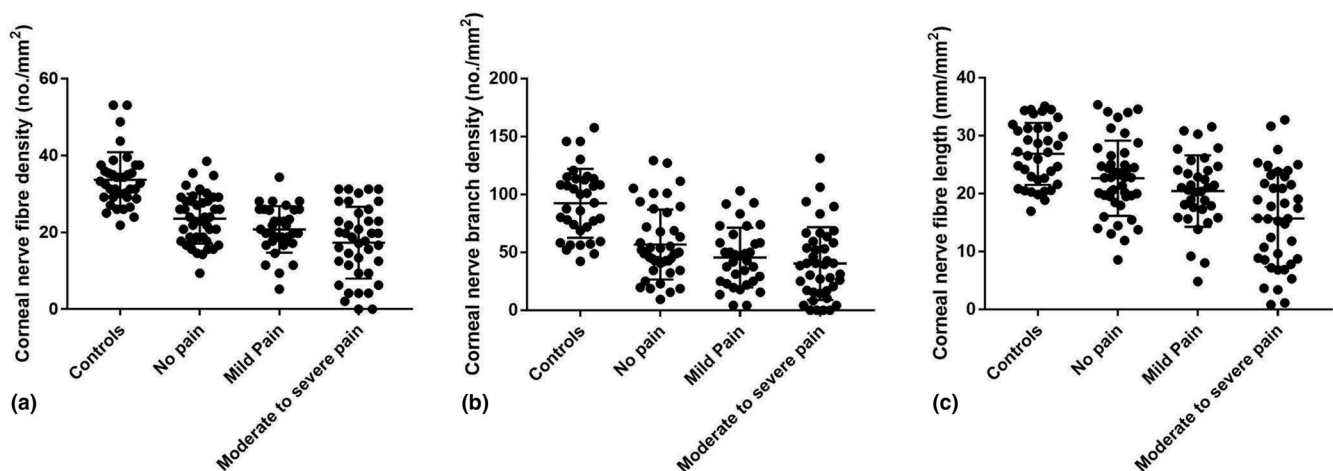 Corneal nerve fibre density (no./mm²)
60
40
20
0
Controls
No pain
Mild Pain
Moderate to severe pain
(a)
Corneal nerve branch density (no./mm²)
200
150
100
50
0
Controls
No pain
Mild Pain
Moderate to severe pain
(b)
Corneal nerve fibre length (mm/mm²)
40
30
20
10
0
Controls
No pain
Mild Pain
Moderate to severe pain
(c)